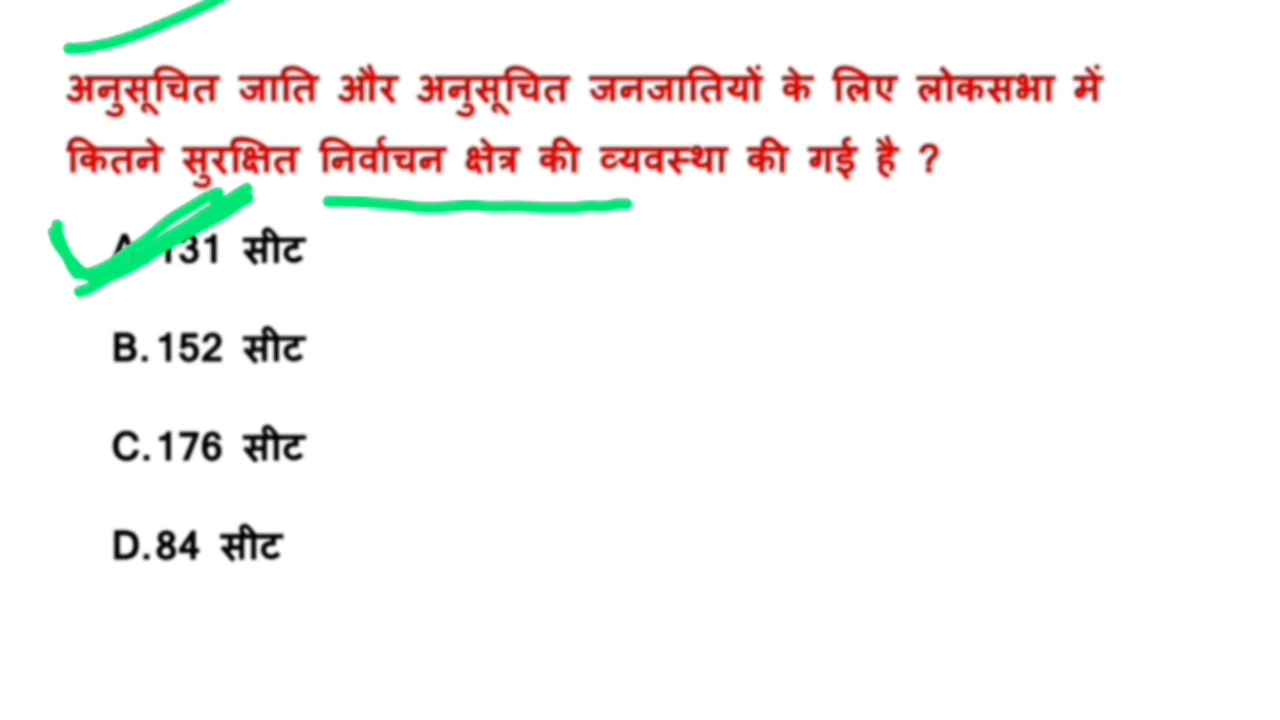 अनुसूचित जाति और अनुसूचित जनजातियों के लिए लोकसभा में
कितने सुरक्षित निर्वाचन क्षेत्र की व्यवस्था की गई है ?
A. 131 सीट
B. 152 सीट
C. 176 सीट
D. 84 सीट